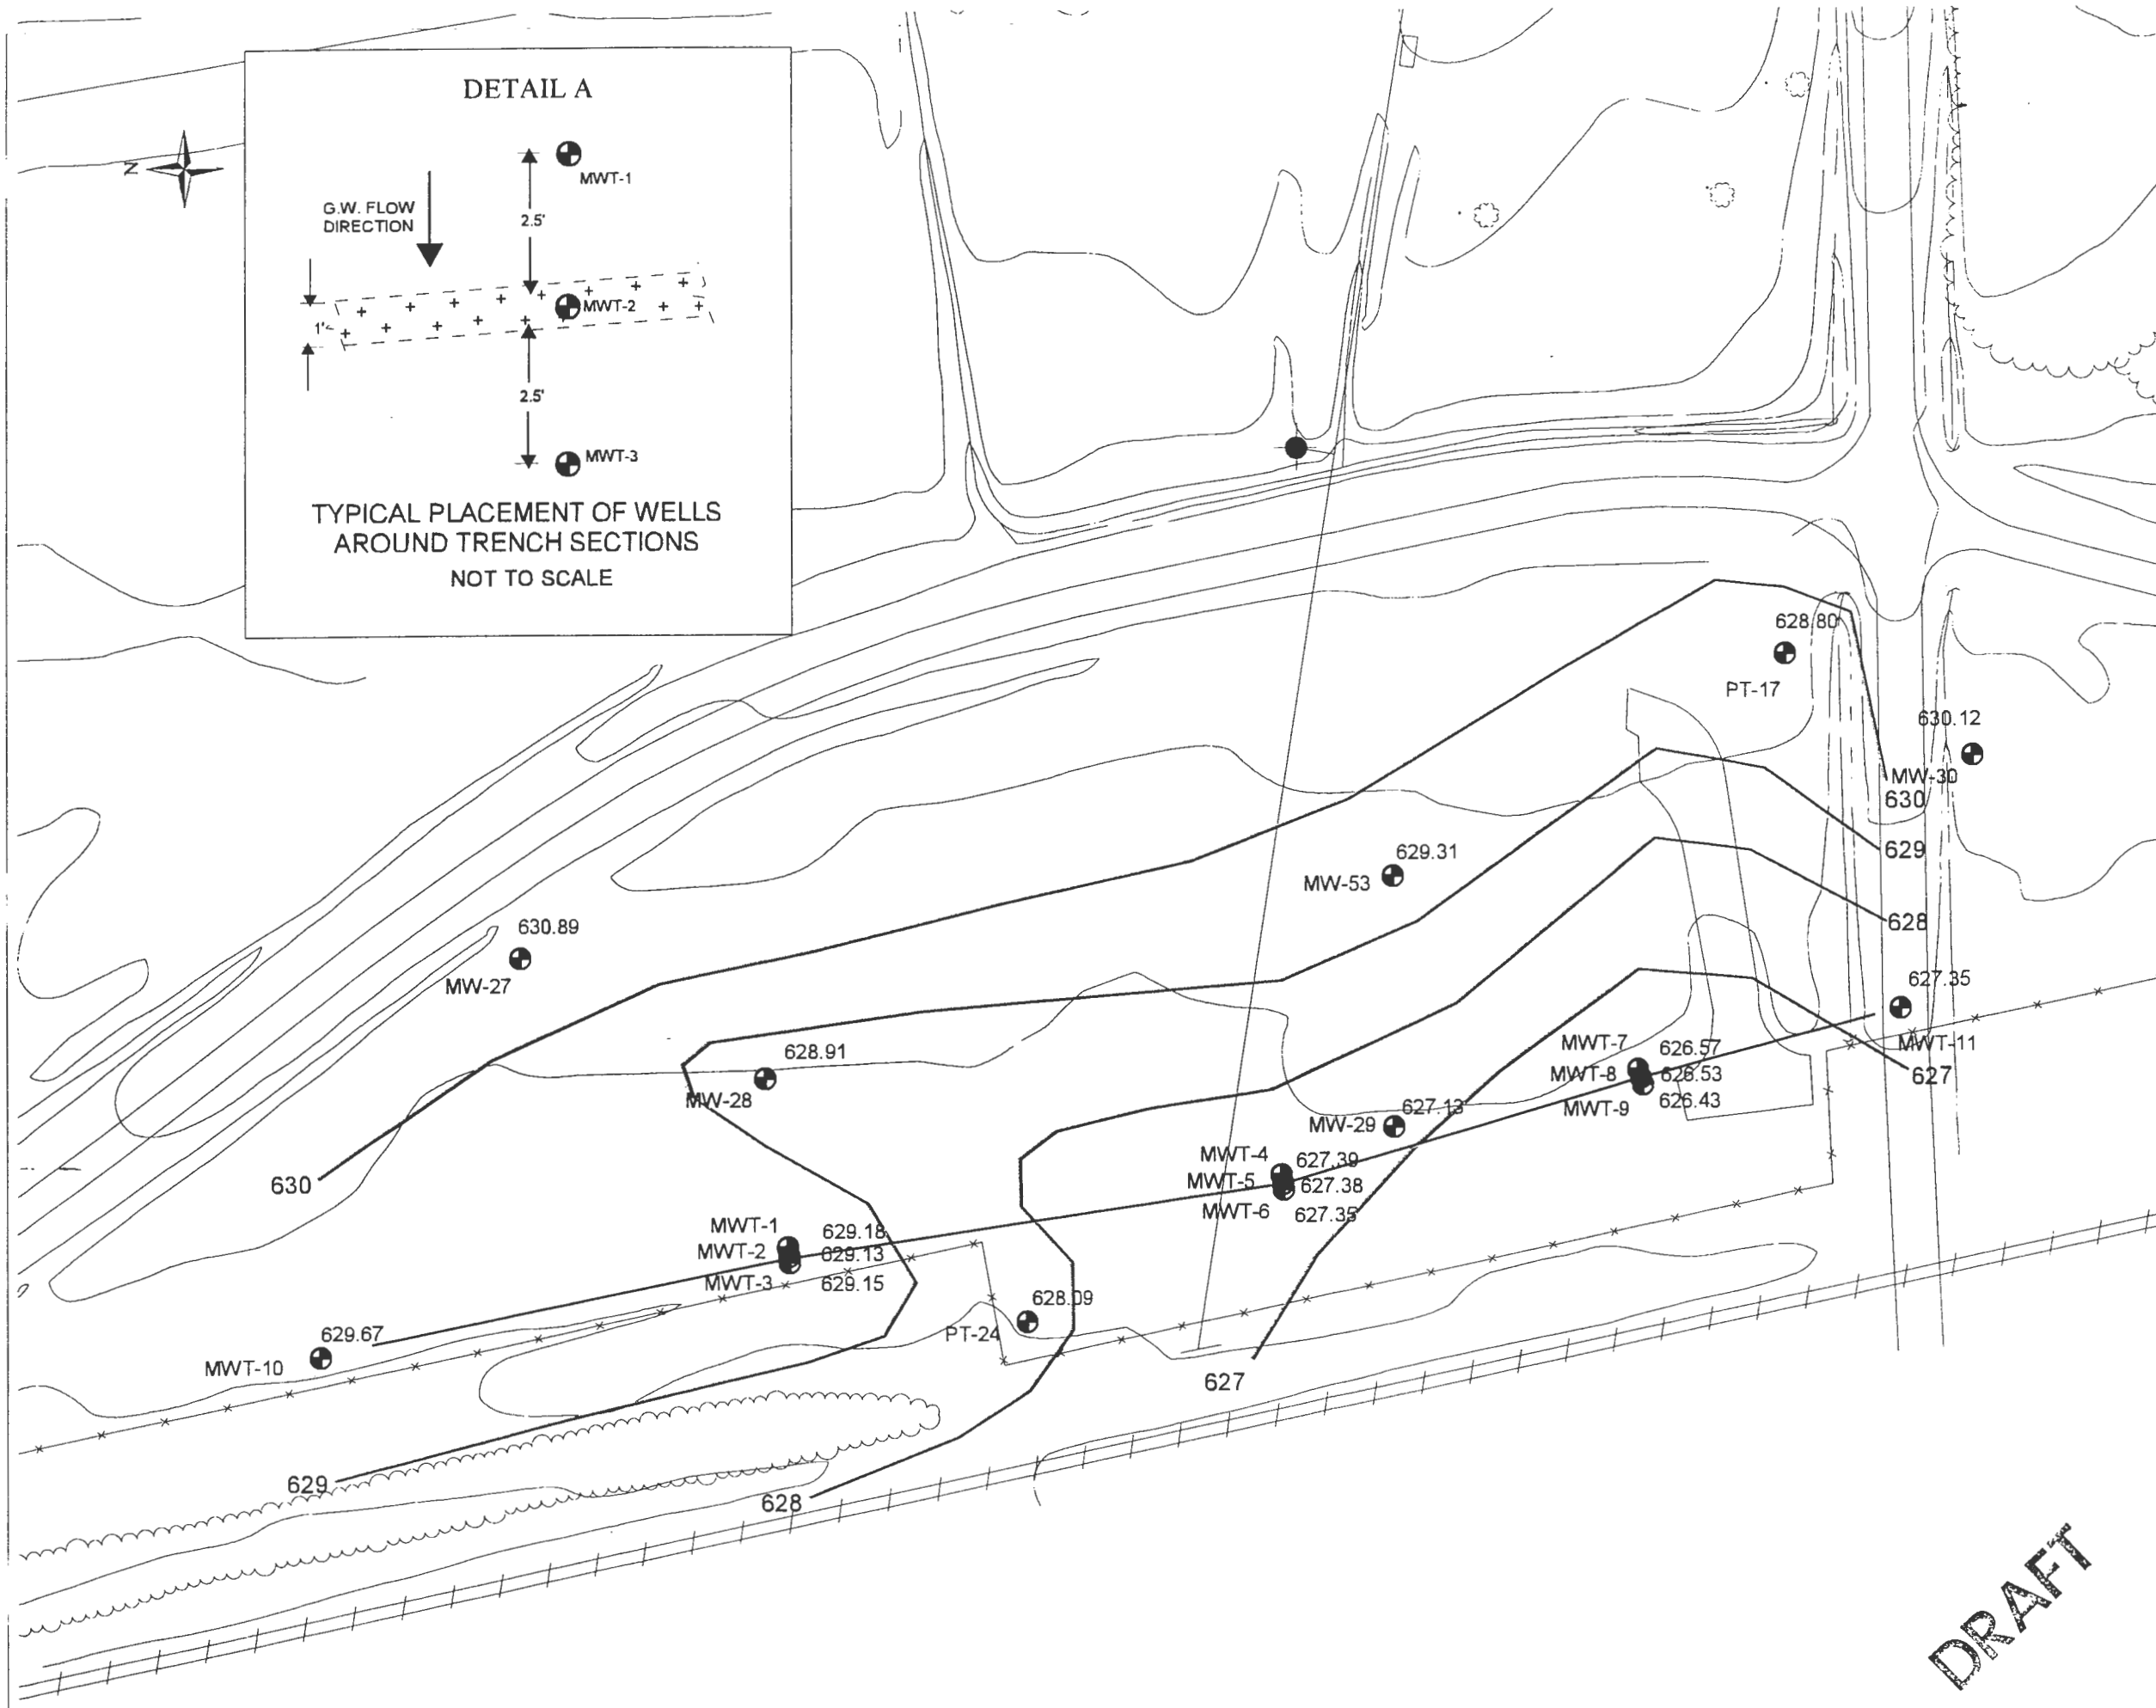 DETAIL A
MWT-1
2.5'
G.W. FLOW
DIRECTION
MWT-2
1'
2.5'
MWT-3
TYPICAL PLACEMENT OF WELLS
AROUND TRENCH SECTIONS
NOT TO SCALE
N
628.80
PT-17
630.12
MW-30
630
629.31
MW-53
629
628
630.89
MW-27
627.35
MWT-11
627
628.91
MW-28
MWT-7 626.57
MWT-8 626.53
MWT-9 626.43
627.13
MW-29
MWT-4 627.39
MWT-5 627.38
MWT-6 627.35
630
MWT-1 629.18
MWT-2 629.13
MWT-3 629.15
628.09
PT-24
629.67
MWT-10
627
629
628
DRAFT